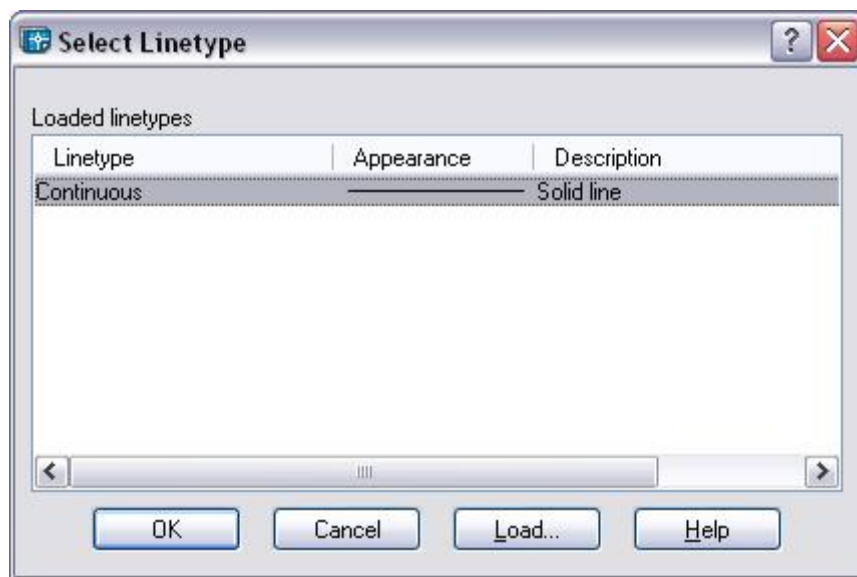 Select Linetype
Loaded linetypes
Linetype Appearance Description
Continuous Solid line
OK Cancel Load... Help